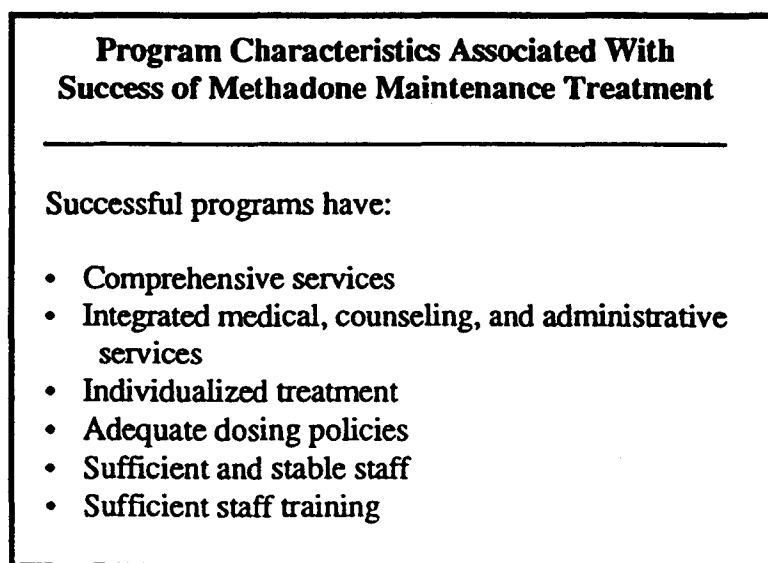 Program Characteristics Associated With
Success of Methadone Maintenance Treatment
Successful programs have:
• Comprehensive services
• Integrated medical, counseling, and administrative
services
• Individualized treatment
• Adequate dosing policies
• Sufficient and stable staff
• Sufficient staff training